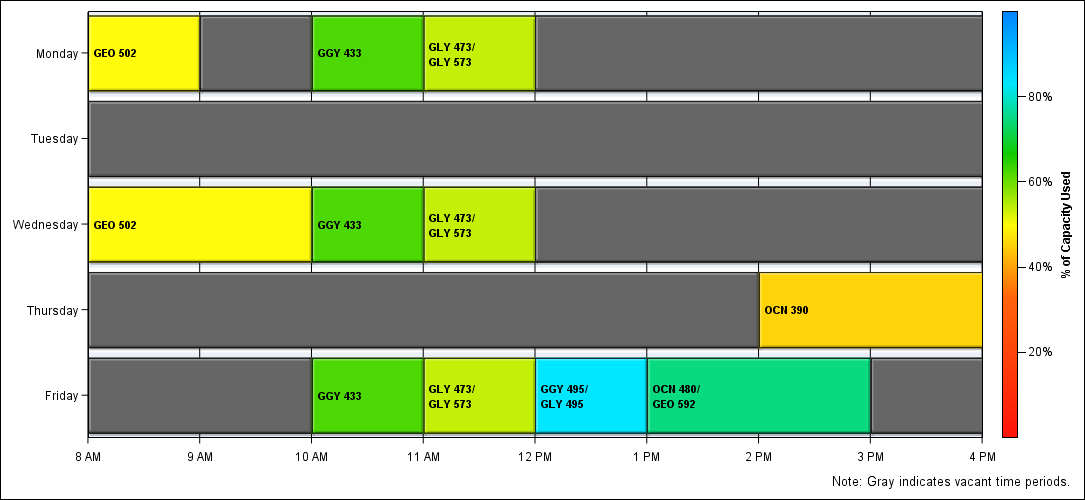 Monday
GEO 502
GGY 433
GLY 473/
GLY 573
Tuesday
Wednesday
GEO 502
GGY 433
GLY 473/
GLY 573
Thursday
OCN 390
Friday
GGY 433
GLY 473/
GLY 573
GGY 495/
GLY 495
OCN 480/
GEO 592
8 AM
9 AM
10 AM
11 AM
12 PM
1 PM
2 PM
3 PM
4 PM
80%
60%
40%
20%
% of Capacity Used
Note: Gray indicates vacant time periods.